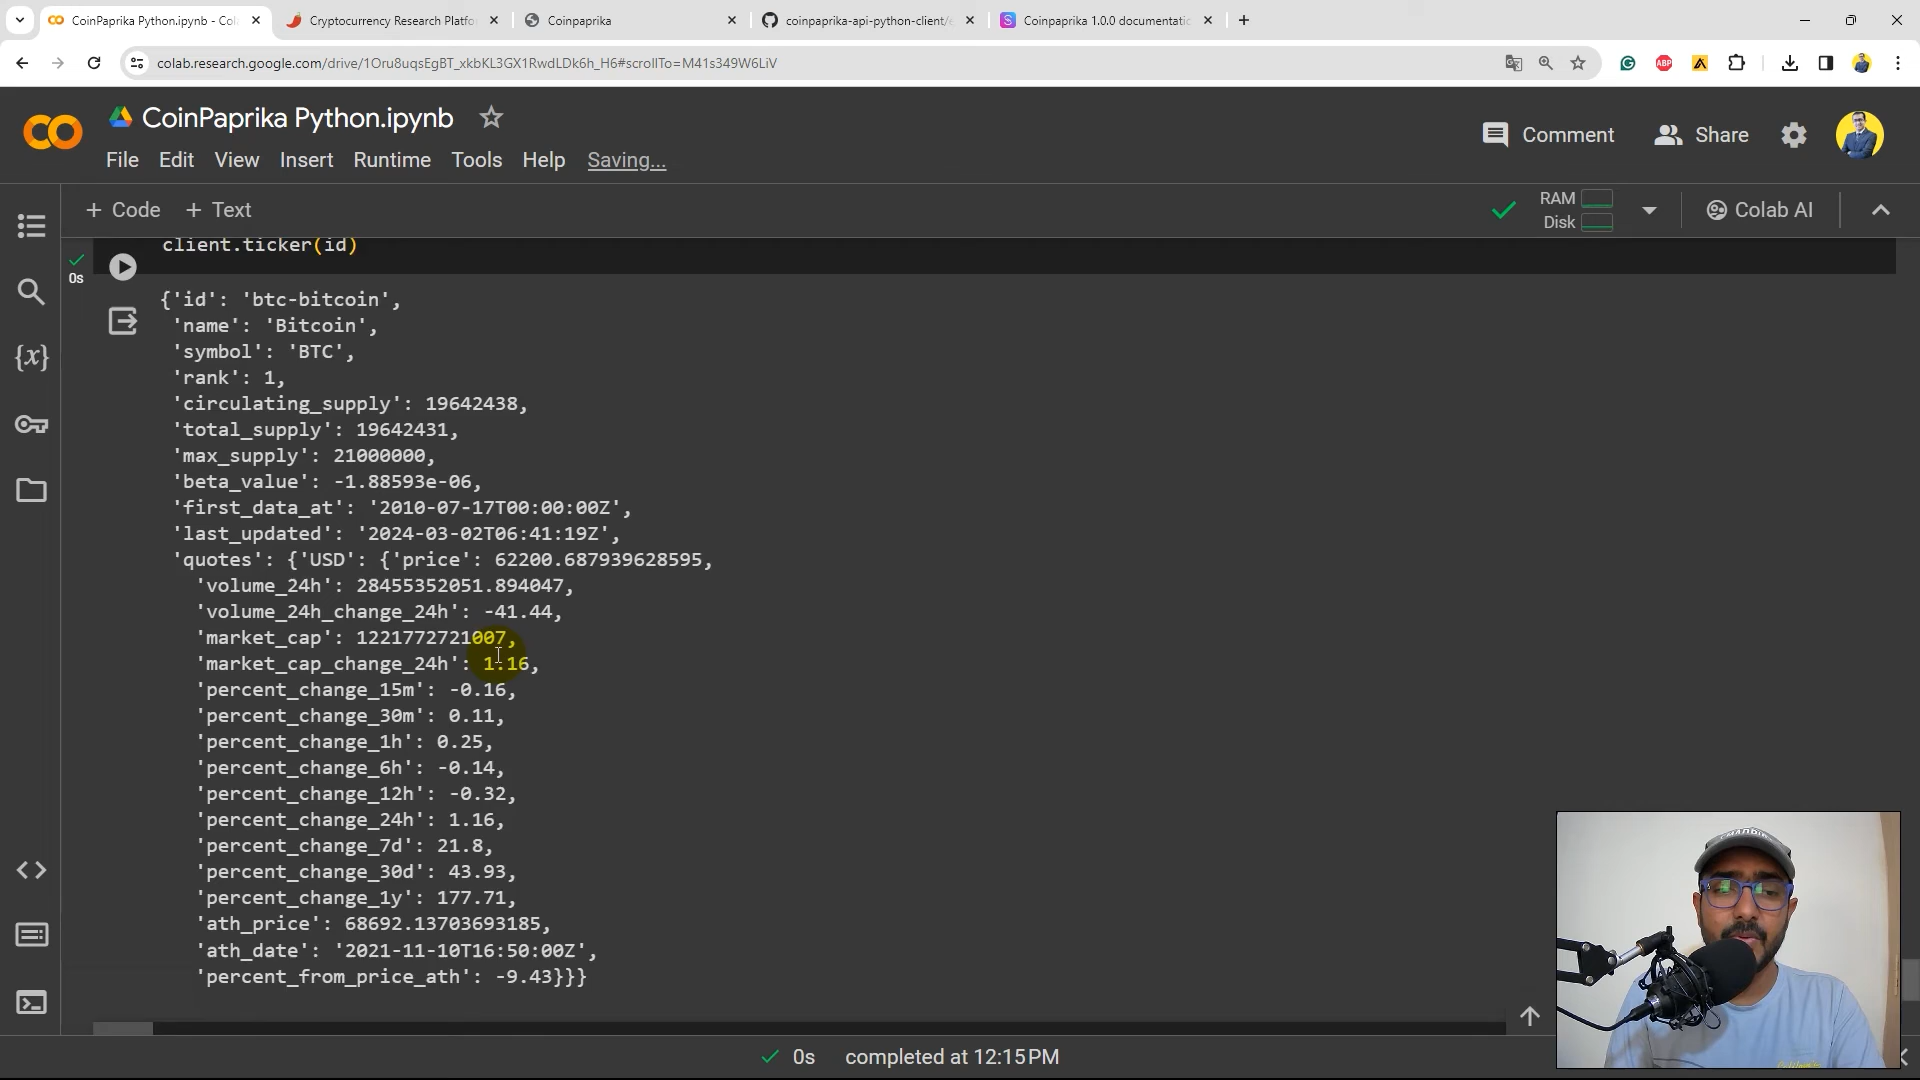 CoinPaprika Python.ipynb - Col
Cryptocurrency Research Platfo
Coinpaprika
coinpaprika-api-python-client/e
Coinpaprika 1.0.0 documentatic
colab.research.google.com/drive/1Oru8uqsEgBT_xkbKL3GX1RwdLDk6h_H6#scrollTo=M41s349W6LiV
ABP
CoinPaprika Python.ipynb
Comment
Share
File Edit View Insert Runtime Tools Help Saving...
+ Code + Text
RAM
Disk
Colab AI
client.ticker(id)
0s
{'id': 'btc-bitcoin',
'name': 'Bitcoin',
'symbol': 'BTC',
'rank': 1,
'circulating_supply': 19642438,
'total_supply': 19642431,
'max_supply': 21000000,
'beta_value': -1.88593e-06,
'first_data_at': '2010-07-17T00:00:00Z',
'last_updated': '2024-03-02T06:41:19Z',
'quotes': {'USD': {'price': 62200.687939628595,
'volume_24h': 28455352051.894047,
'volume_24h_change_24h': -41.44,
'market_cap': 1221772721007,
'market_cap_change_24h': 1.16,
'percent_change_15m': -0.16,
'percent_change_30m': 0.11,
'percent_change_1h': 0.25,
'percent_change_6h': -0.14,
'percent_change_12h': -0.32,
'percent_change_24h': 1.16,
'percent_change_7d': 21.8,
'percent_change_30d': 43.93,
'percent_change_1y': 177.71,
'ath_price': 68692.13703693185,
'ath_date': '2021-11-10T16:50:00Z',
'percent_from_price_ath': -9.43}}}
0s completed at 12:15 PM